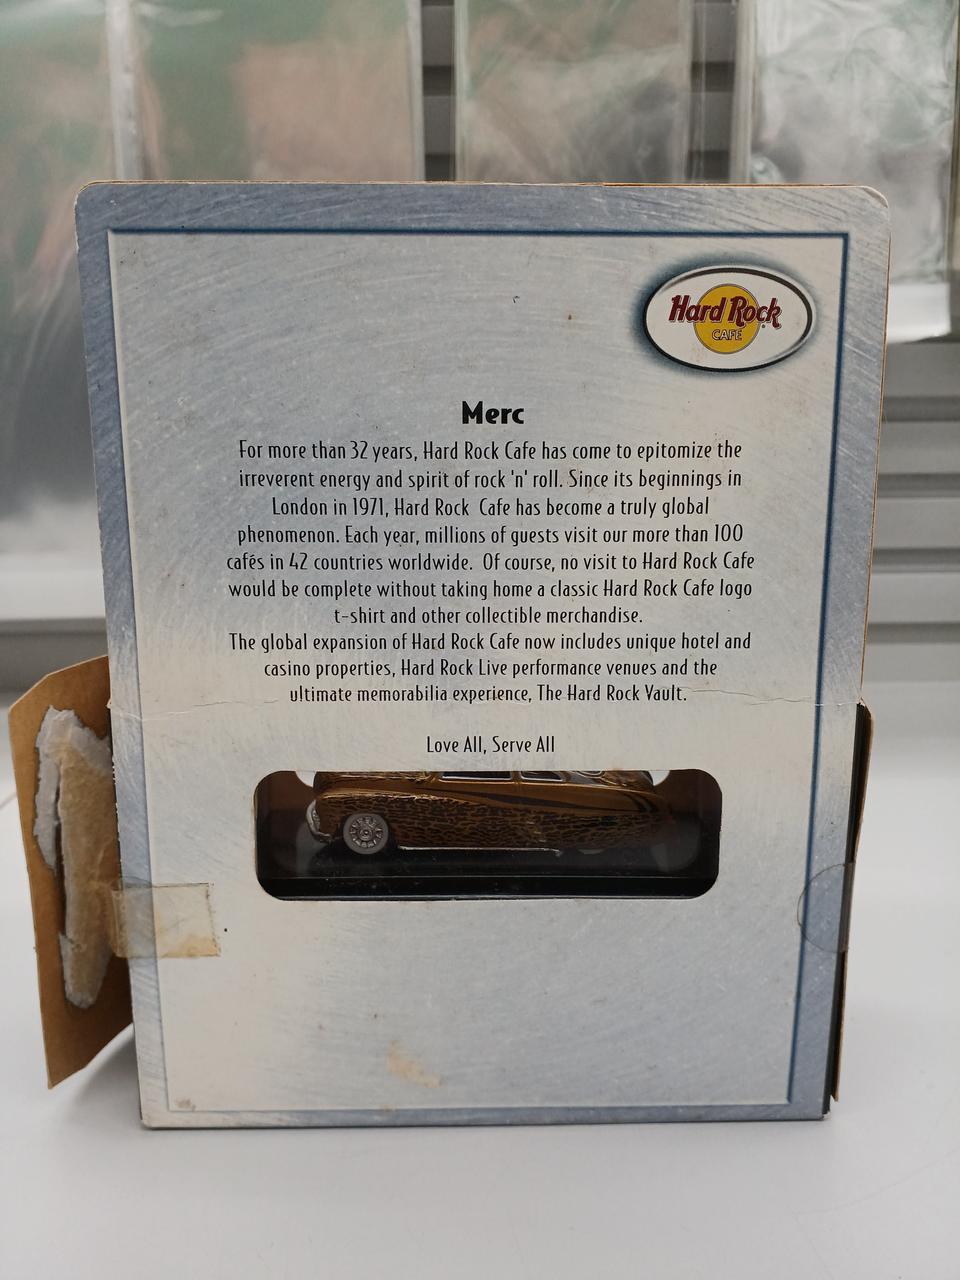 Hard Rock
CAFE
Merc
For more than 32 years, Hard Rock Cafe has come to epitomize the
irreverent energy and spirit of rock 'n' roll. Since its beginnings in
London in 1971, Hard Rock Cafe has become a truly global
phenomenon. Each year, millions of guests visit our more than 100
cafés in 42 countries worldwide. Of course, no visit to Hard Rock Cafe
would be complete without taking home a classic Hard Rock Cafe logo
t-shirt and other collectible merchandise.
The global expansion of Hard Rock Cafe now includes unique hotel and
casino properties, Hard Rock Live performance venues and the
ultimate memorabilia experience, The Hard Rock Vault.
Love All, Serve All